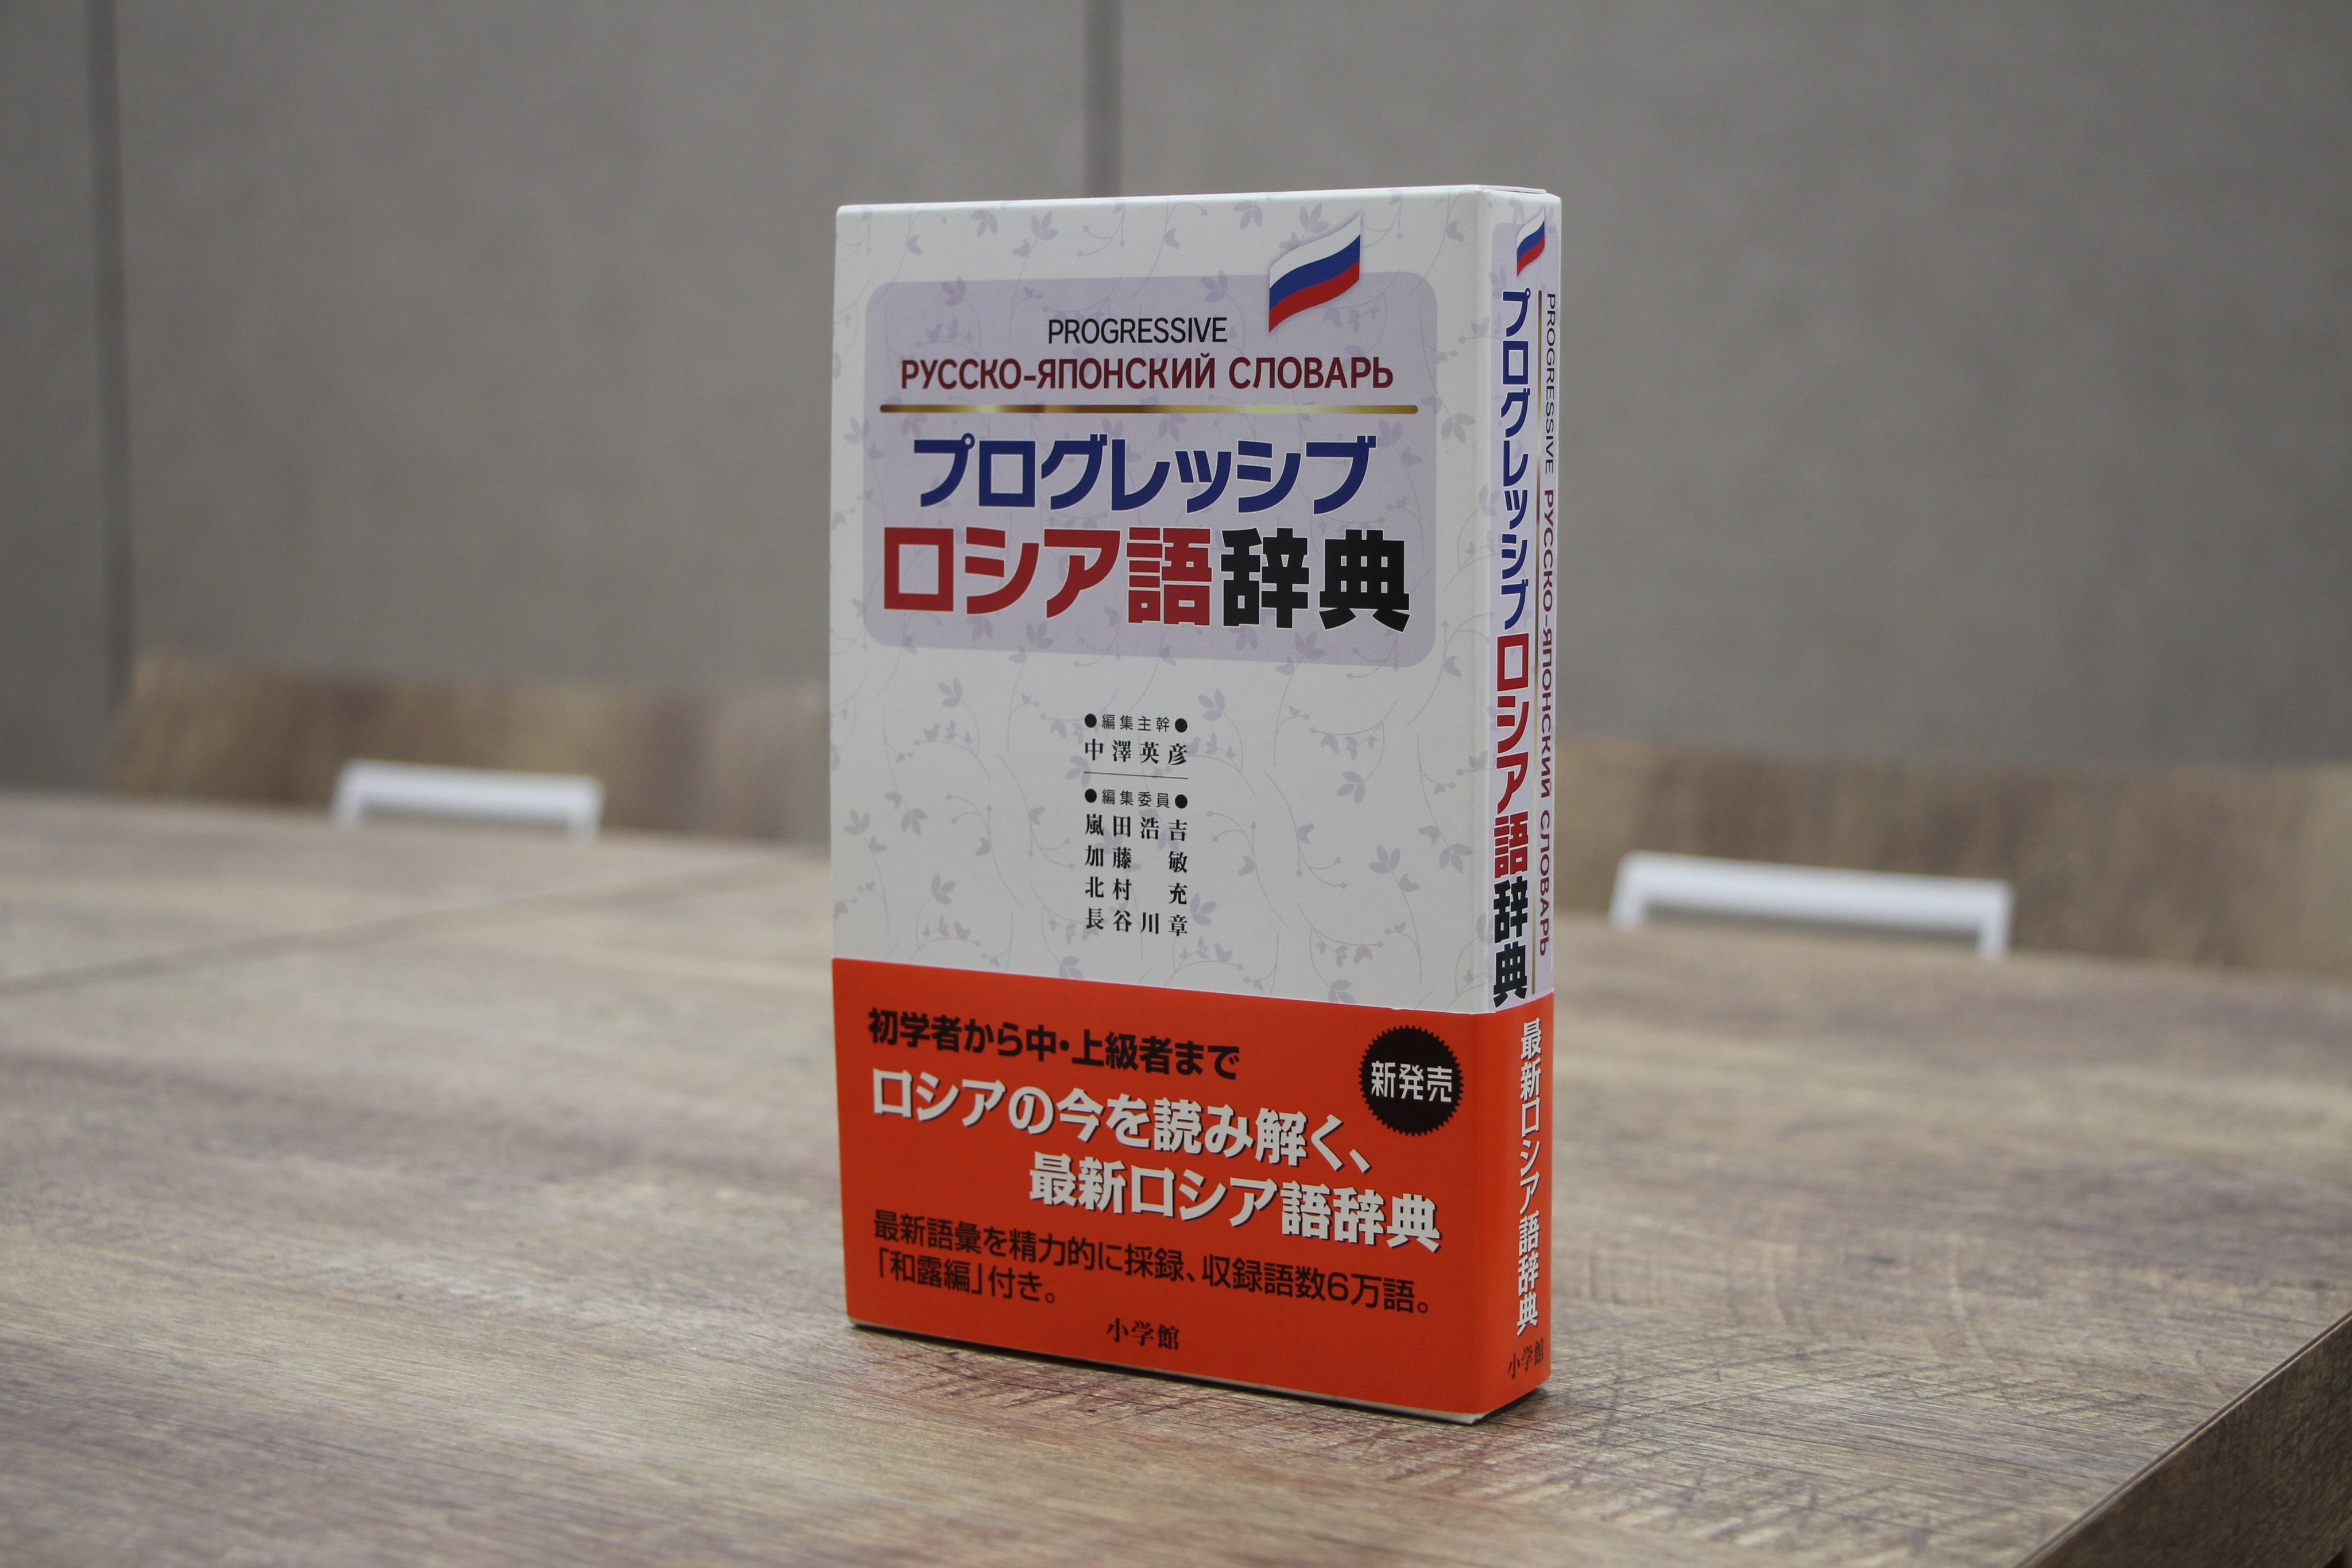 PROGRESSIVE
РУССКО-ЯПОНСКИЙ СЛОВАРЬ
プログレッシブ
ロシア語辞典
●編集主幹●
中澤英彦
●編集委員●
嵐田浩吉
加藤 敏
北村 充
長谷川章
初学者から中・上級者まで
新発売
ロシアの今を読み解く、
最新ロシア語辞典
最新語彙を精力的に採録、収録語数6万語。
「和露編」付き。
小学館
PROGRESSIVE РУССКО-ЯПОНСКИЙ СЛОВАРЬ
プログレッシブ ロシア語辞典
最新ロシア語辞典
小学館